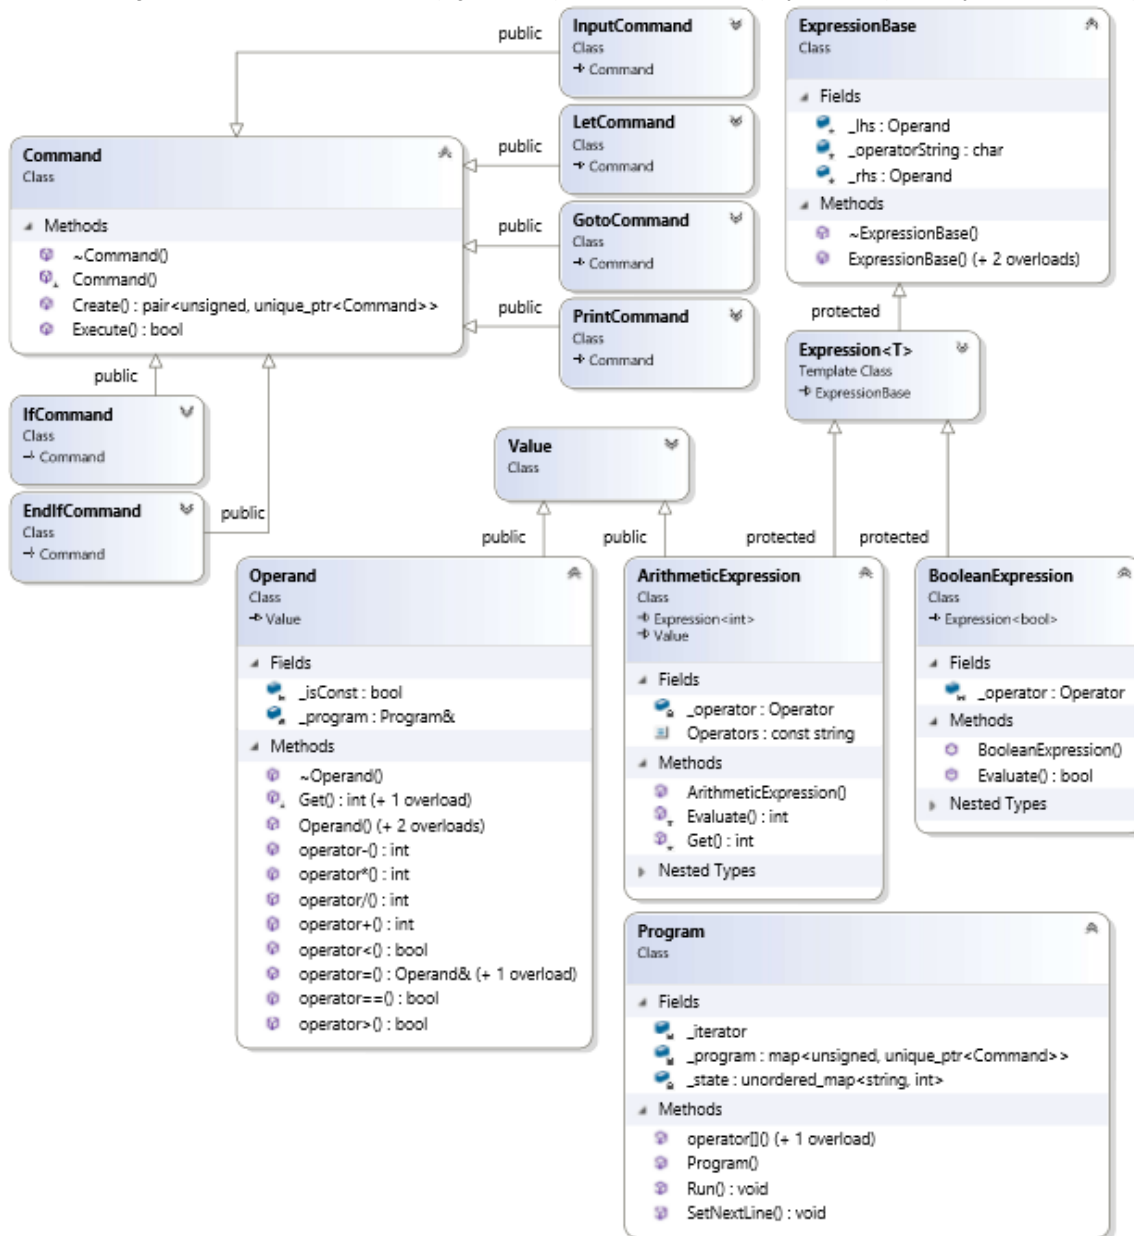 public
InputCommand
Class
Command
LetCommand
Class
Command
public
GotoCommand
Class
Command
public
PrintCommand
Class
Command
public
Command
Class
Methods
~Command()
Command()
Create() : pair<unsigned, unique_ptr<Command>>
Execute() : bool
public
IfCommand
Class
Command
EndIfCommand
Class
Command
public
ExpressionBase
Class
Fields
_lhs : Operand
_operatorString : char
_rhs : Operand
Methods
~ExpressionBase()
ExpressionBase() (+ 2 overloads)
protected
Expression<T>
Template Class
ExpressionBase
Value
Class
public
public
protected
protected
Operand
Class
Value
Fields
_isConst : bool
_program : Program&
Methods
~Operand()
Get() : int (+ 1 overload)
Operand() (+ 2 overloads)
operator-() : int
operator*() : int
operator/() : int
operator+() : int
operator<() : bool
operator=() : Operand& (+ 1 overload)
operator==() : bool
operator>() : bool
ArithmeticExpression
Class
Expression<int>
Value
Fields
_operator : Operator
Operators : const string
Methods
ArithmeticExpression()
Evaluate() : int
Get() : int
Nested Types
BooleanExpression
Class
Expression<bool>
Fields
_operator : Operator
Methods
BooleanExpression()
Evaluate() : bool
Nested Types
Program
Class
Fields
_iterator
_program : map<unsigned, unique_ptr<Command>>
_state : unordered_map<string, int>
Methods
operator[]() (+ 1 overload)
Program()
Run() : void
SetNextLine() : void